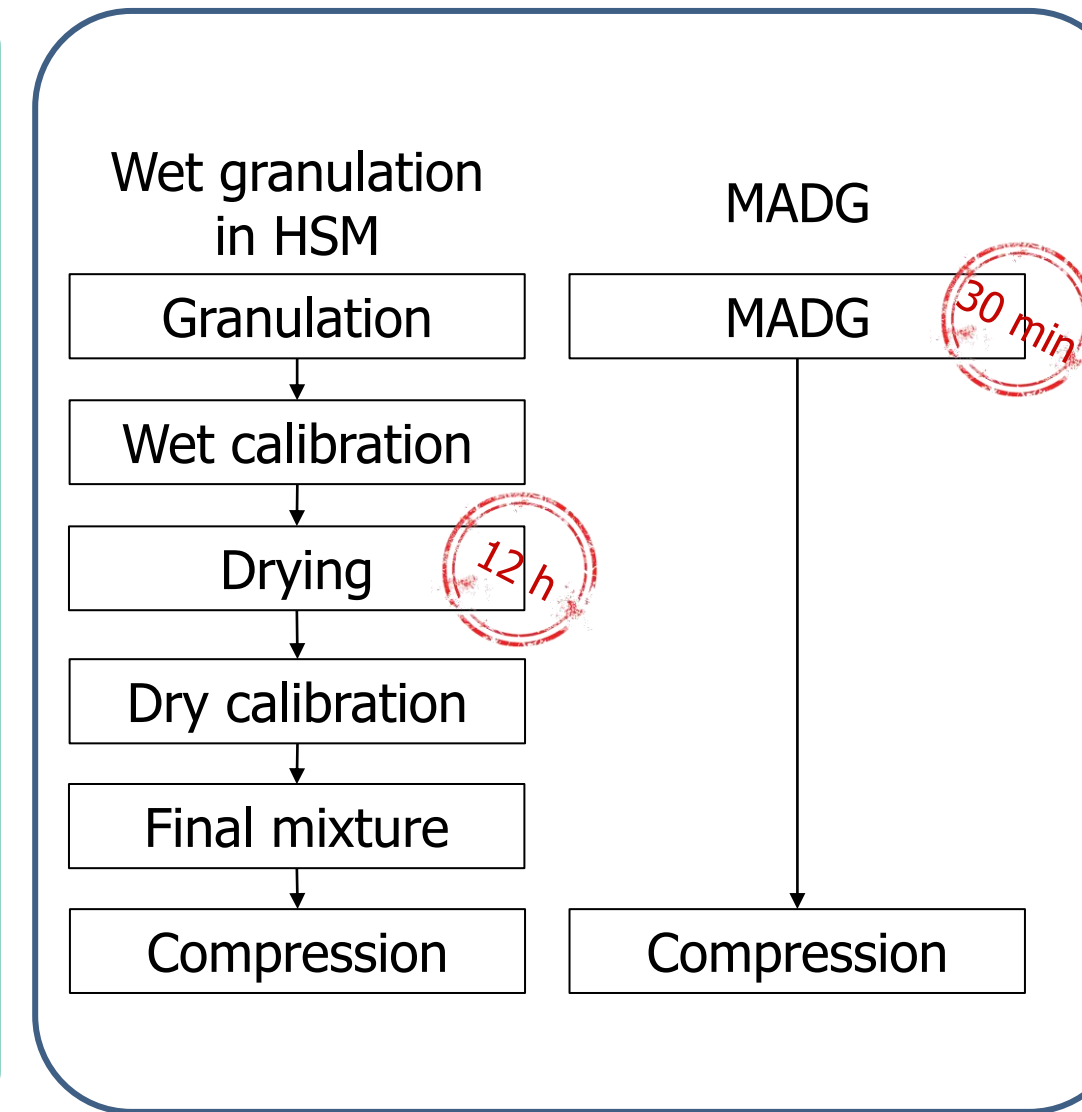 Wet granulation
in HSM
Granulation
Wet calibration
Drying
12 h
Dry calibration
Final mixture
Compression
MADG
MADG
30 min
Compression